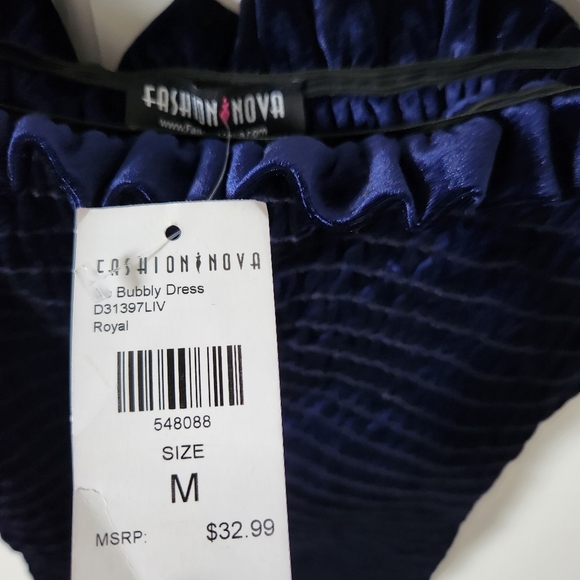 FASHION NOVA
FASHION NOVA
Bubbly Dress
D31397LIV
Royal
548088
SIZE
M
MSRP: $32.99